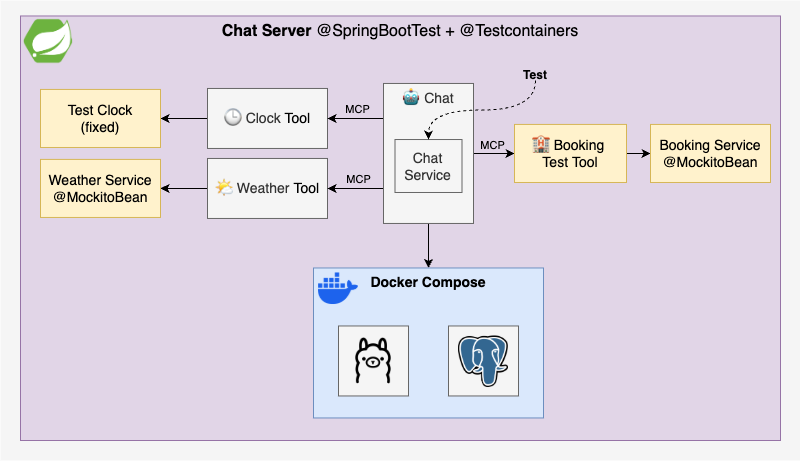 Chat Server @SpringBootTest + @Testcontainers
Test
Test Clock
(fixed)
Clock Tool
MCP
Chat
Chat
Service
MCP
Booking
Test Tool
Booking Service
@MockitoBean
Weather Service
@MockitoBean
Weather Tool
MCP
Docker Compose